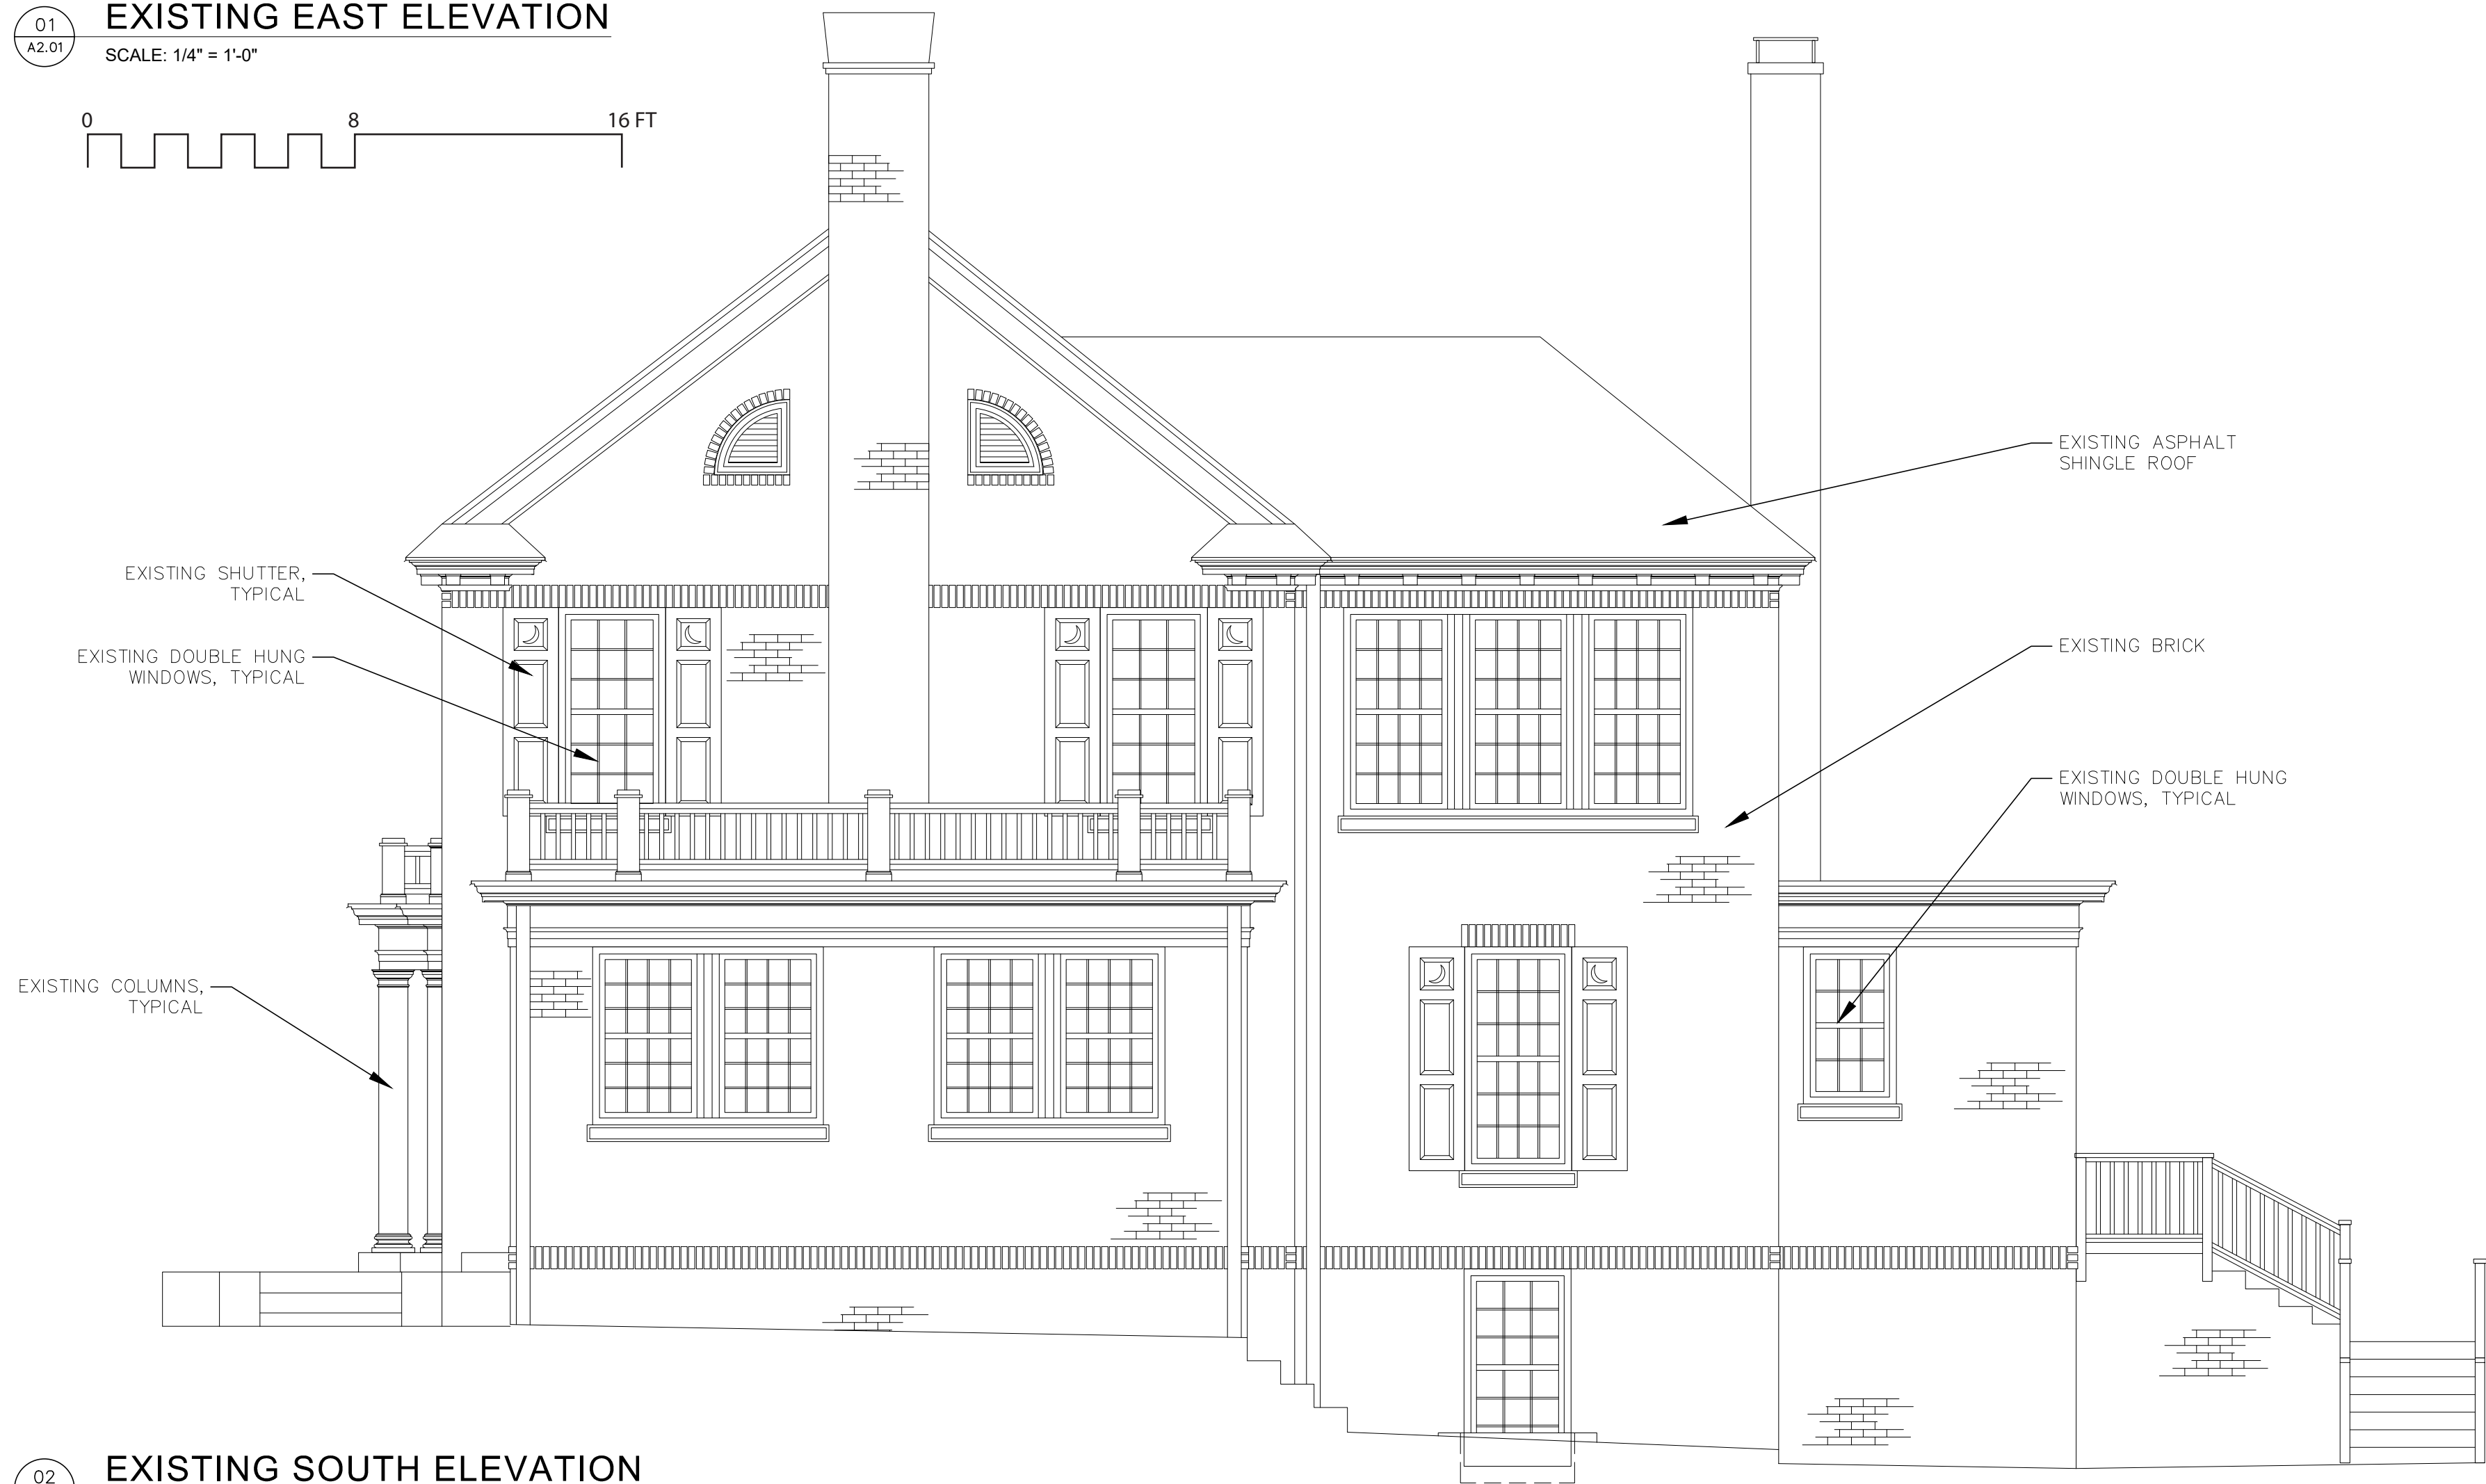 01
A2.01
EXISTING EAST ELEVATION
SCALE: 1/4" = 1'-0"
0 8 16 FT
EXISTING ASPHALT
SHINGLE ROOF
EXISTING SHUTTER,
TYPICAL
EXISTING BRICK
EXISTING DOUBLE HUNG
WINDOWS, TYPICAL
EXISTING DOUBLE HUNG
WINDOWS, TYPICAL
EXISTING COLUMNS,
TYPICAL
02
EXISTING SOUTH ELEVATION